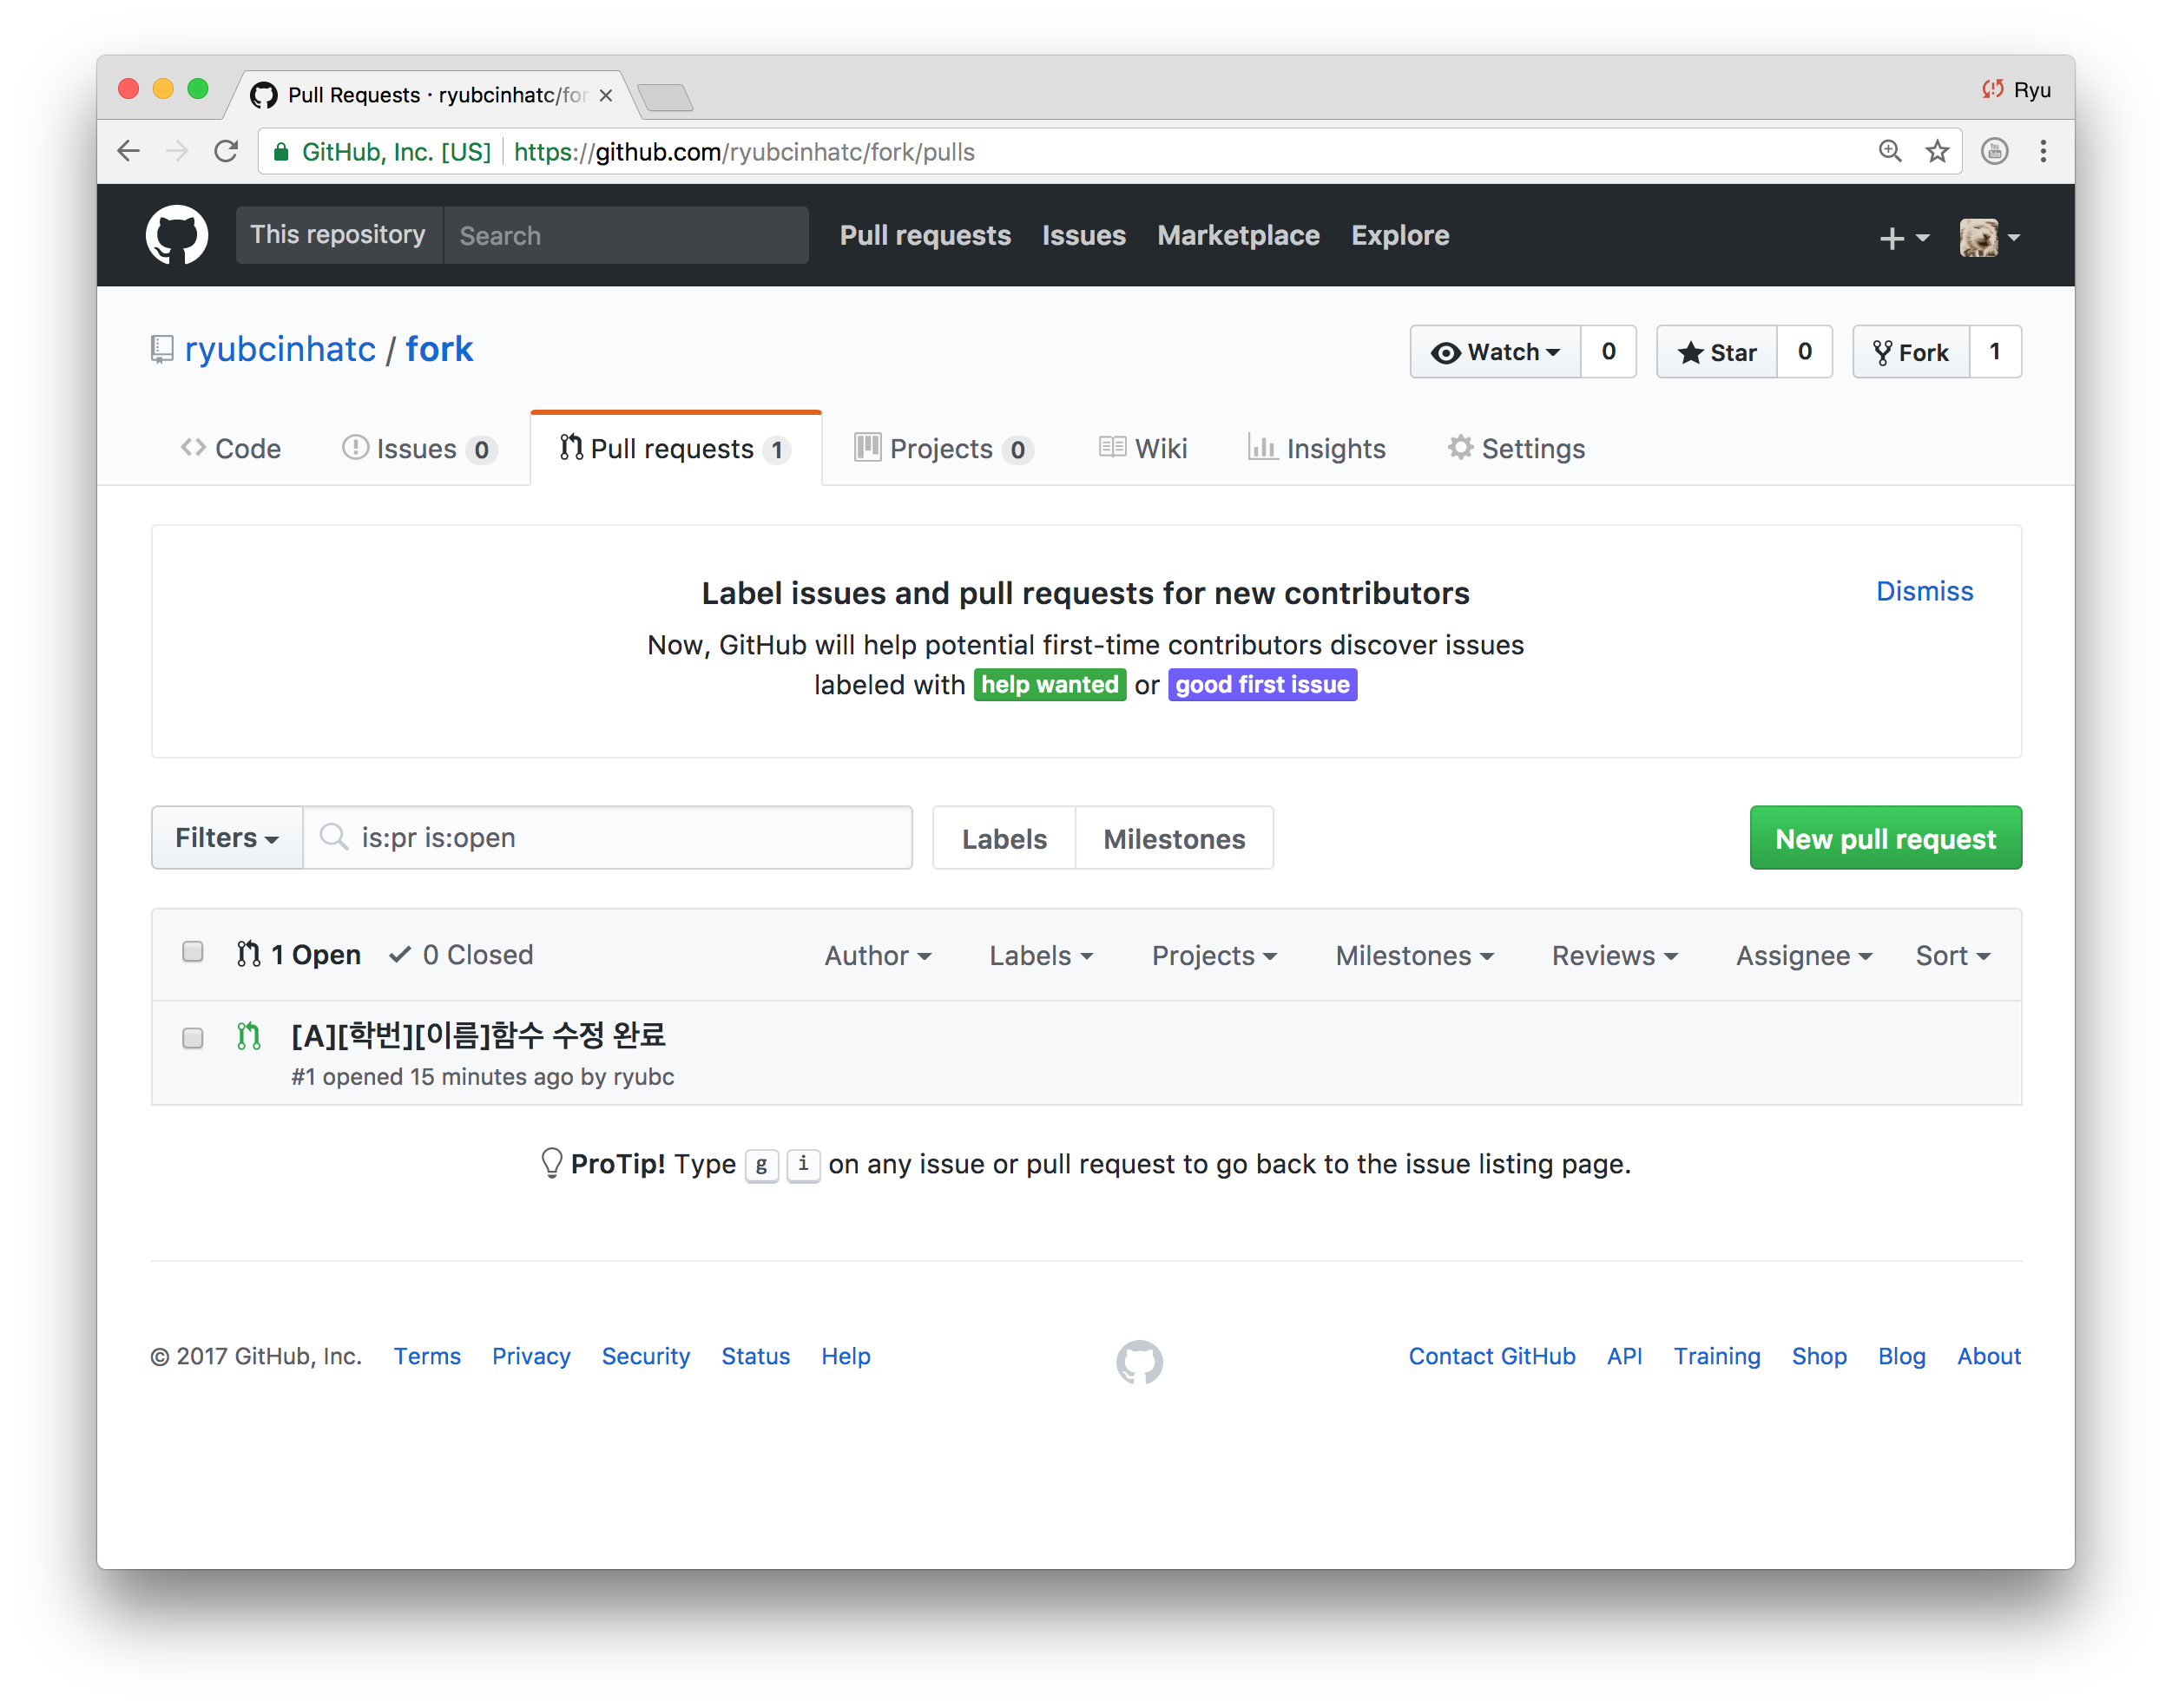 Pull Requests · ryubcinhatc/for
Ryu
GitHub, Inc. [US] https://github.com/ryubcinhatc/fork/pulls
This repository Search Pull requests Issues Marketplace Explore
ryubcinhatc / fork Watch 0 Star 0 Fork 1
Code Issues 0 Pull requests 1 Projects 0 Wiki Insights Settings
Label issues and pull requests for new contributors Dismiss
Now, GitHub will help potential first-time contributors discover issues
labeled with help wanted or good first issue
Filters is:pr is:open Labels Milestones New pull request
1 Open 0 Closed Author Labels Projects Milestones Reviews Assignee Sort
[A][학번][이름]함수 수정 완료
#1 opened 15 minutes ago by ryubc
ProTip! Type g i on any issue or pull request to go back to the issue listing page.
© 2017 GitHub, Inc. Terms Privacy Security Status Help Contact GitHub API Training Shop Blog About